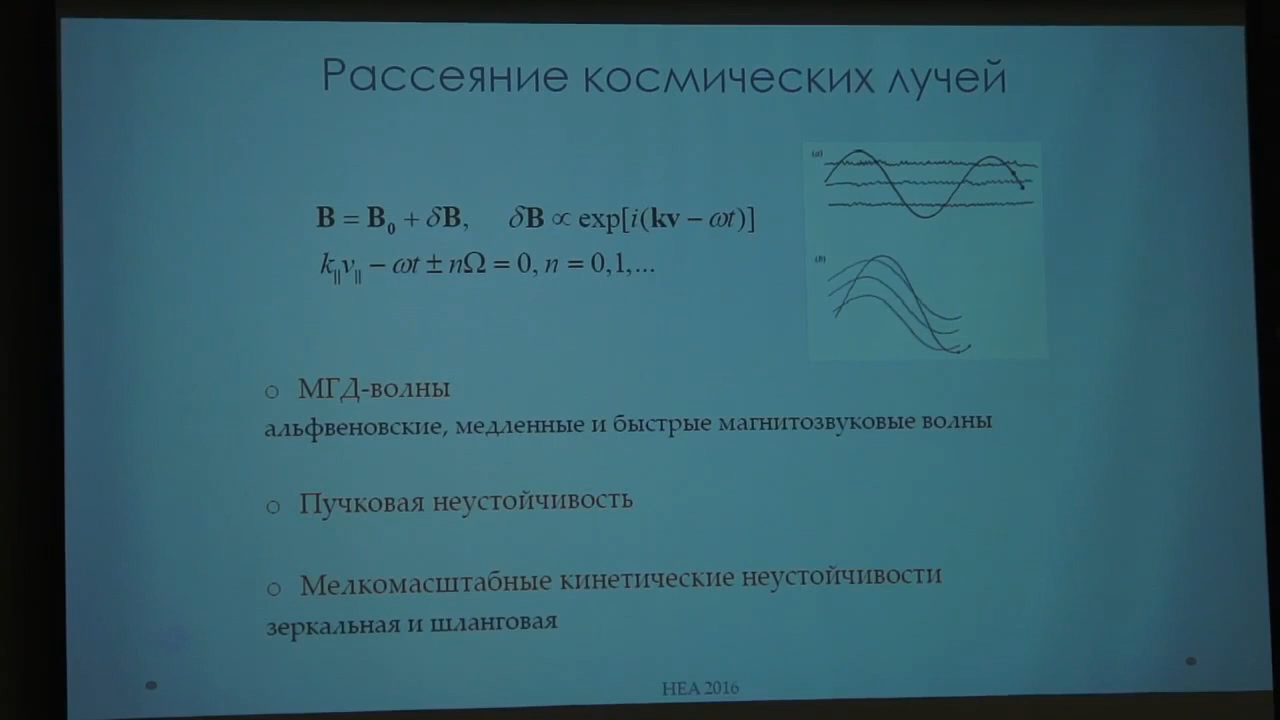 Рассеяние космических лучей
(a)
B = B₀ + δB, δB ∝ exp[i(kv − ωt)]
k∥v∥ − ωt ± nΩ = 0, n = 0,1,...
(b)
○ МГД-волны
альфвеновские, медленные и быстрые магнитозвуковые волны
○ Пучковая неустойчивость
○ Мелкомасштабные кинетические неустойчивости
зеркальная и шланговая
HEA 2016